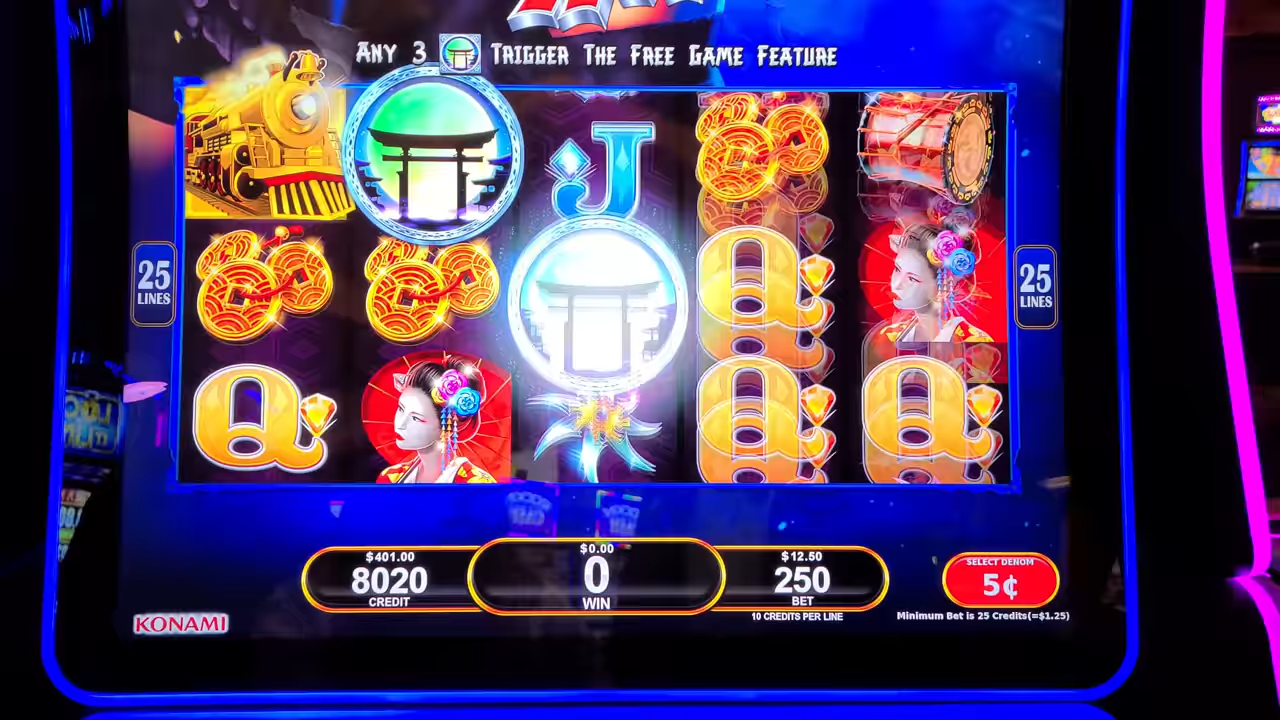 ANY 3 TRIGGER THE FREE GAME FEATURE
J
25
LINES
25
LINES
Q
Q
Q
Q
$401.00
8020
CREDIT
$0.00
0
WIN
$12.50
250
BET
10 CREDITS PER LINE
SELECT DENOM
5¢
Minimum Bet is 25 Credits(=$1.25)
KONAMI